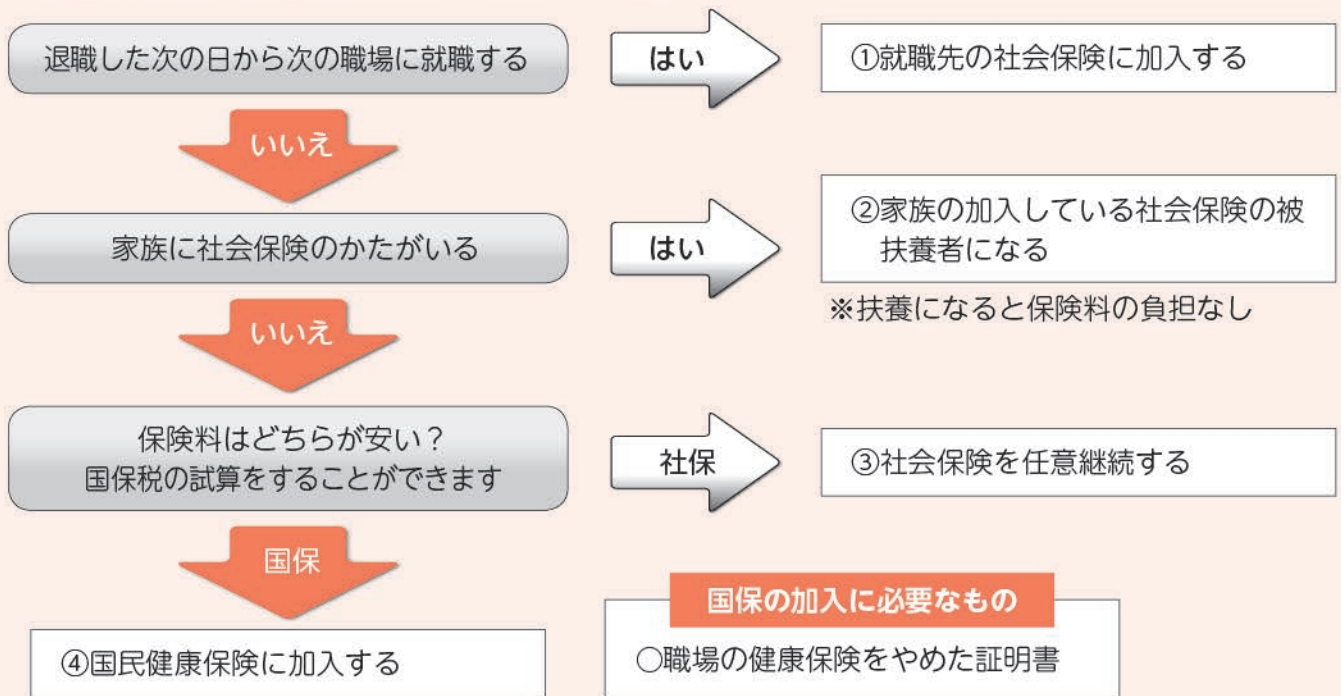 退職した次の日から次の職場に就職する
はい
①就職先の社会保険に加入する
いいえ
家族に社会保険のかたがいる
はい
②家族の加入している社会保険の被
扶養者になる
※扶養になると保険料の負担なし
いいえ
保険料はどちらが安い？
国保税の試算をすることができます
社保
③社会保険を任意継続する
国保
④国民健康保険に加入する
国保の加入に必要なもの
○職場の健康保険をやめた証明書